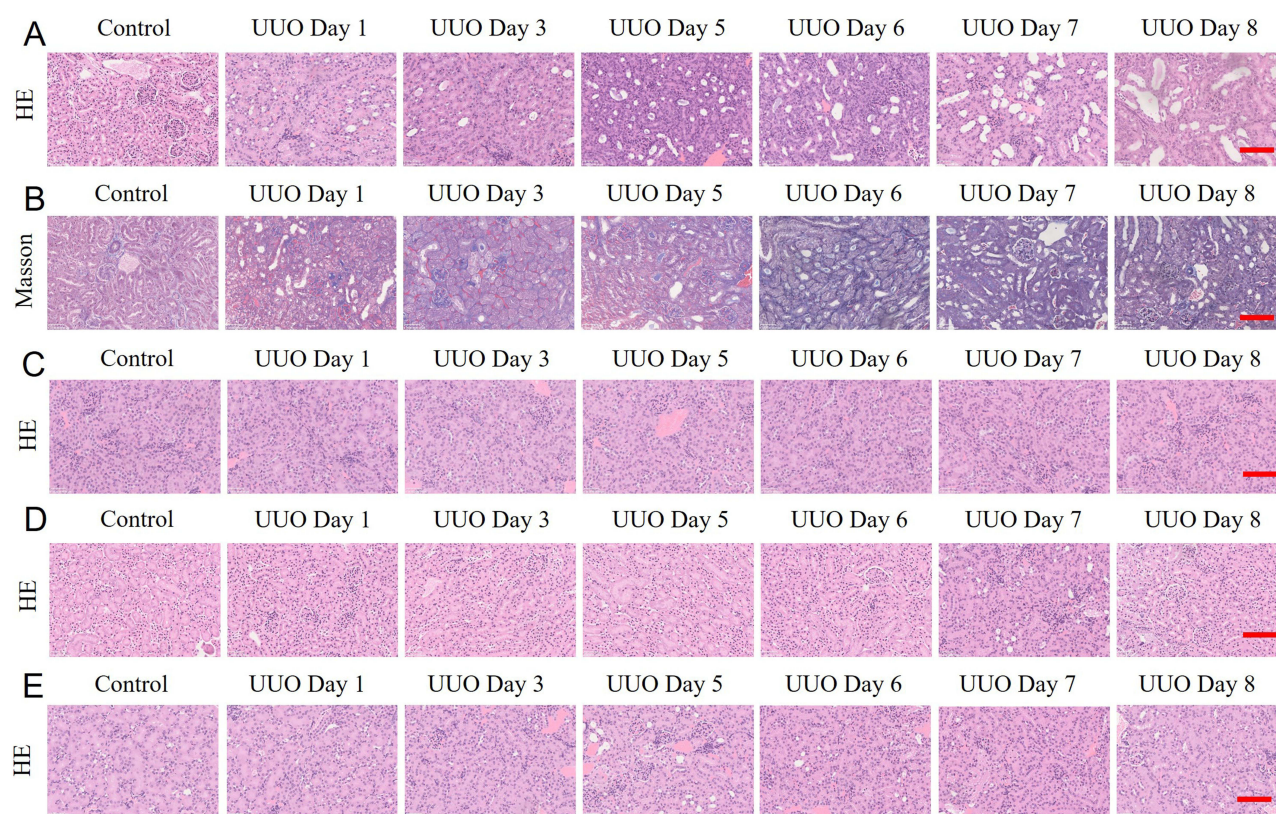 A Control UUO Day 1 UUO Day 3 UUO Day 5 UUO Day 6 UUO Day 7 UUO Day 8
HE
B Control UUO Day 1 UUO Day 3 UUO Day 5 UUO Day 6 UUO Day 7 UUO Day 8
Masson
C Control UUO Day 1 UUO Day 3 UUO Day 5 UUO Day 6 UUO Day 7 UUO Day 8
HE
D Control UUO Day 1 UUO Day 3 UUO Day 5 UUO Day 6 UUO Day 7 UUO Day 8
HE
E Control UUO Day 1 UUO Day 3 UUO Day 5 UUO Day 6 UUO Day 7 UUO Day 8
HE